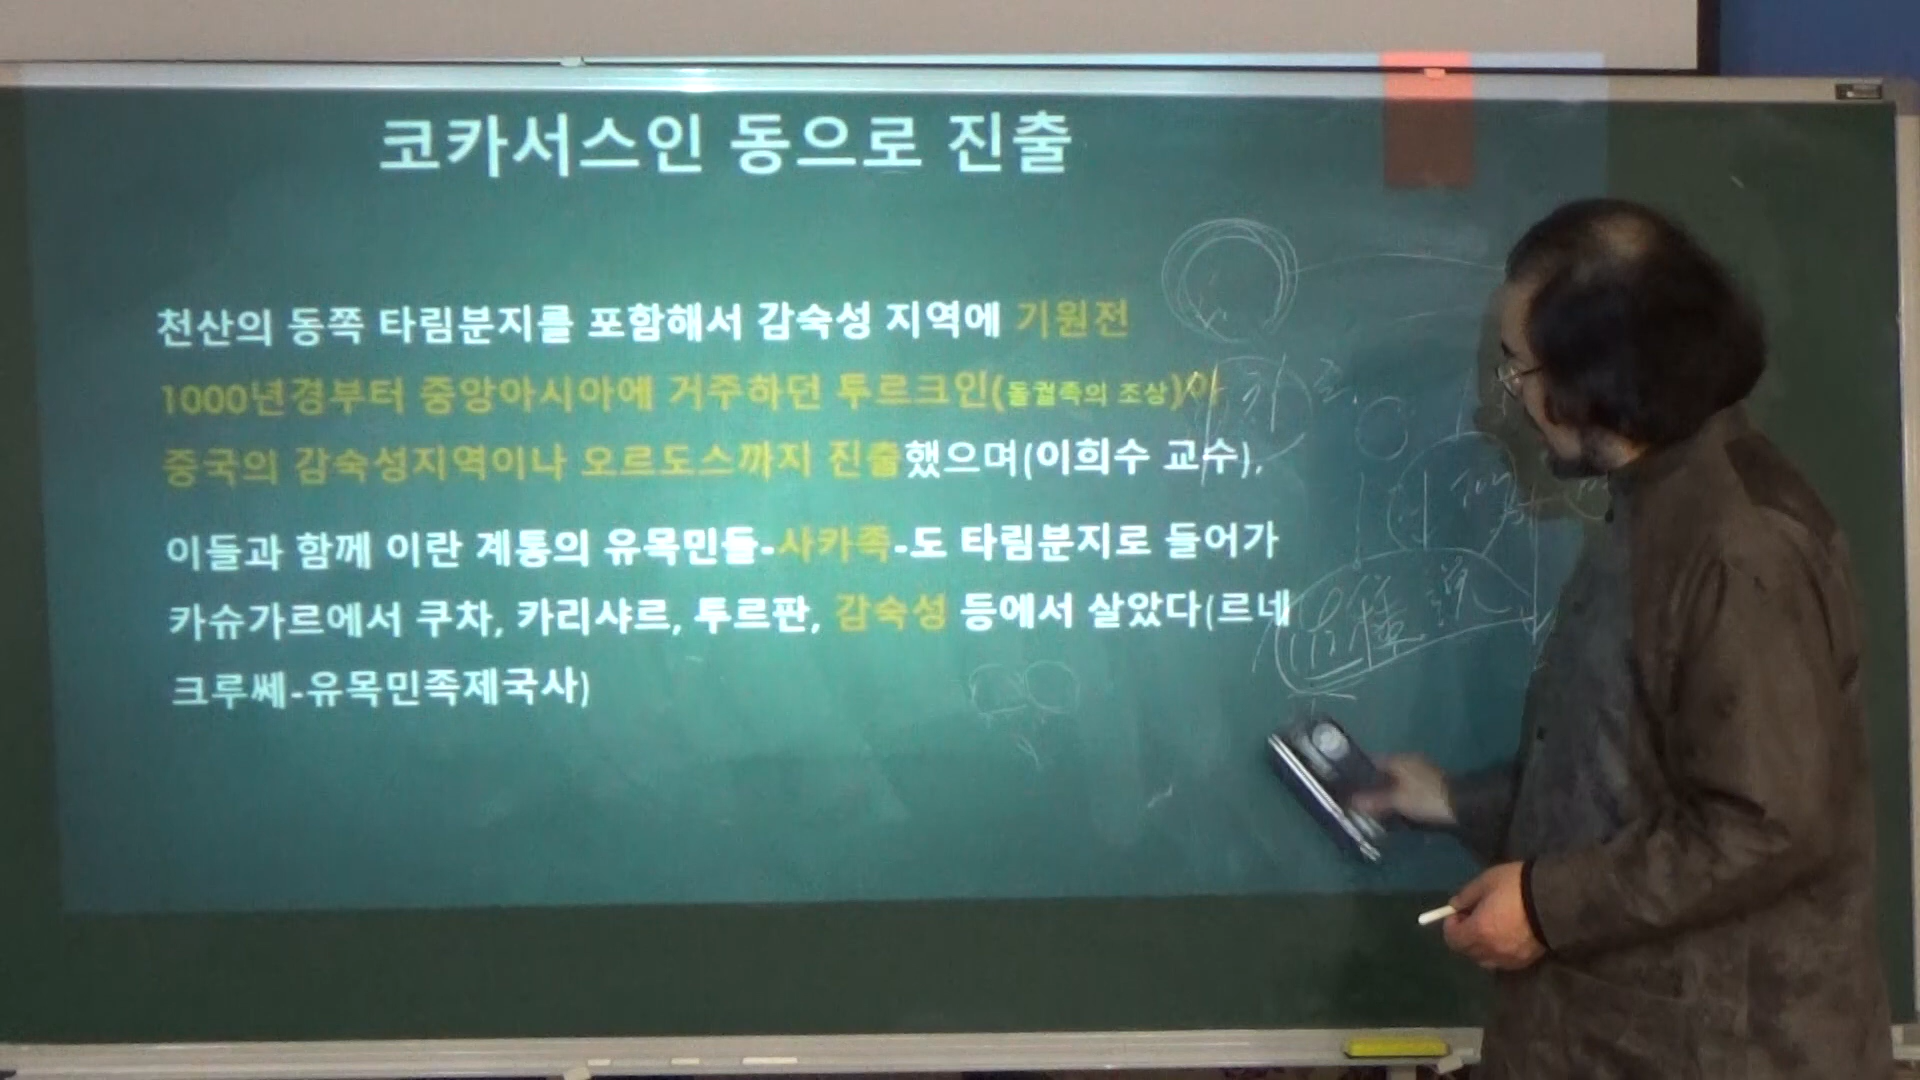 코카서스인 동으로 진출
천산의 동쪽 타림분지를 포함해서 감숙성 지역에 기원전
1000년경부터 중앙아시아에 거주하던 투르크인(돌궐족의 조상)이
중국의 감숙성지역이나 오르도스까지 진출했으며(이희수 교수),
이들과 함께 이란 계통의 유목민들-사카족-도 타림분지로 들어가
카슈가르에서 쿠차, 카리샤르, 투르판, 감숙성 등에서 살았다(르네
크루쎄-유목민족제국사)